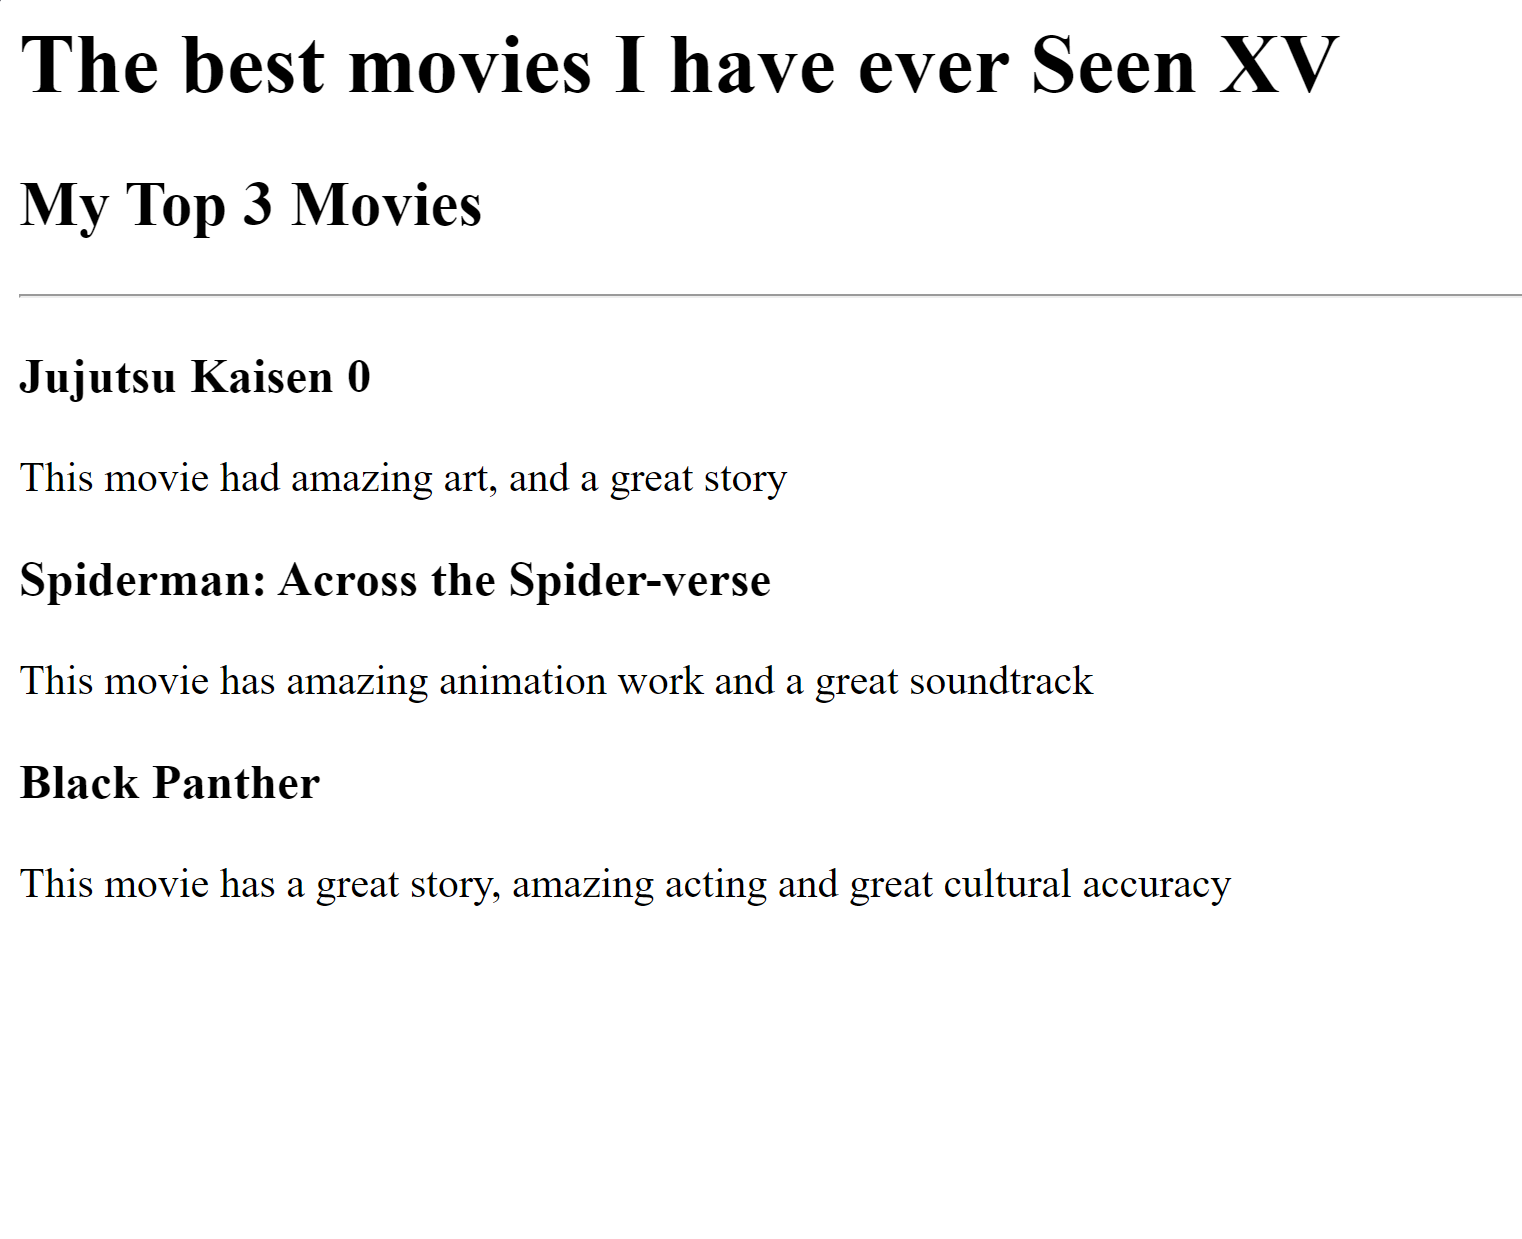 The best movies I have ever Seen XV
My Top 3 Movies
Jujutsu Kaisen 0
This movie had amazing art, and a great story
Spiderman: Across the Spider-verse
This movie has amazing animation work and a great soundtrack
Black Panther
This movie has a great story, amazing acting and great cultural accuracy